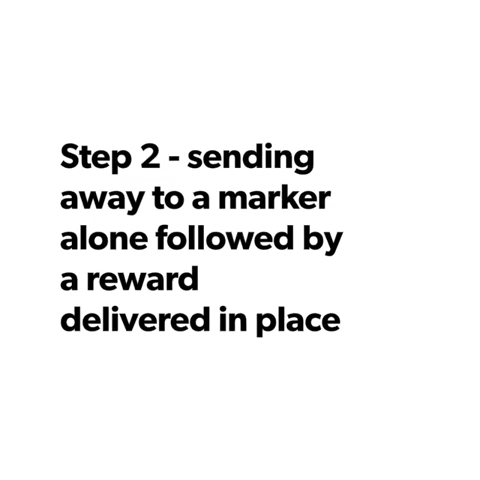 Step 2 - sending
away to a marker
alone followed by
a reward
delivered in place